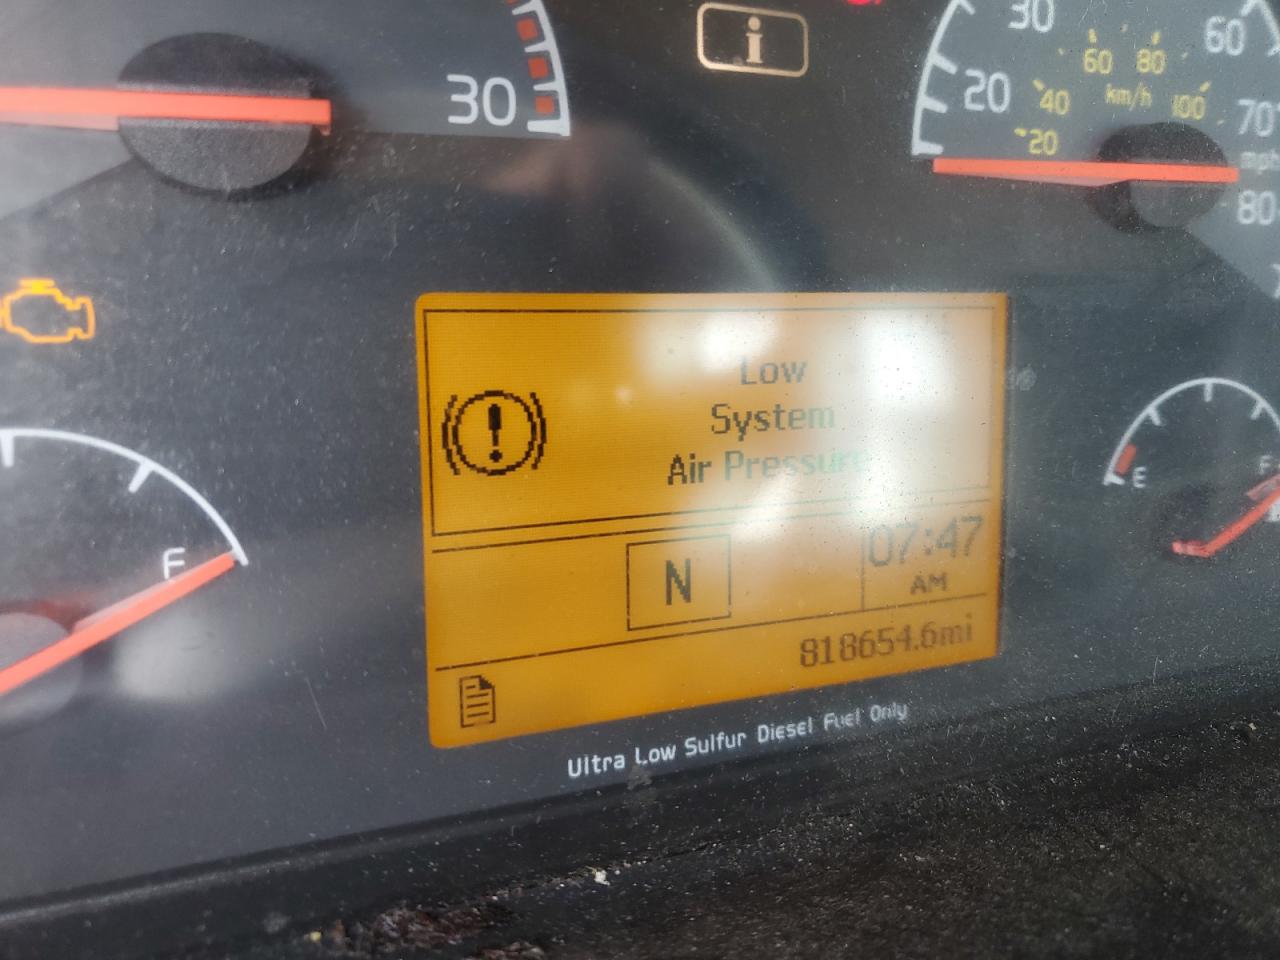 30
i
30
60
20
60
80
40
km/h
100
20
70
mph
80
Low
System
Air Pressure
F
E
F
N
07:47
AM
818654.6mi
Ultra Low Sulfur Diesel Fuel Only